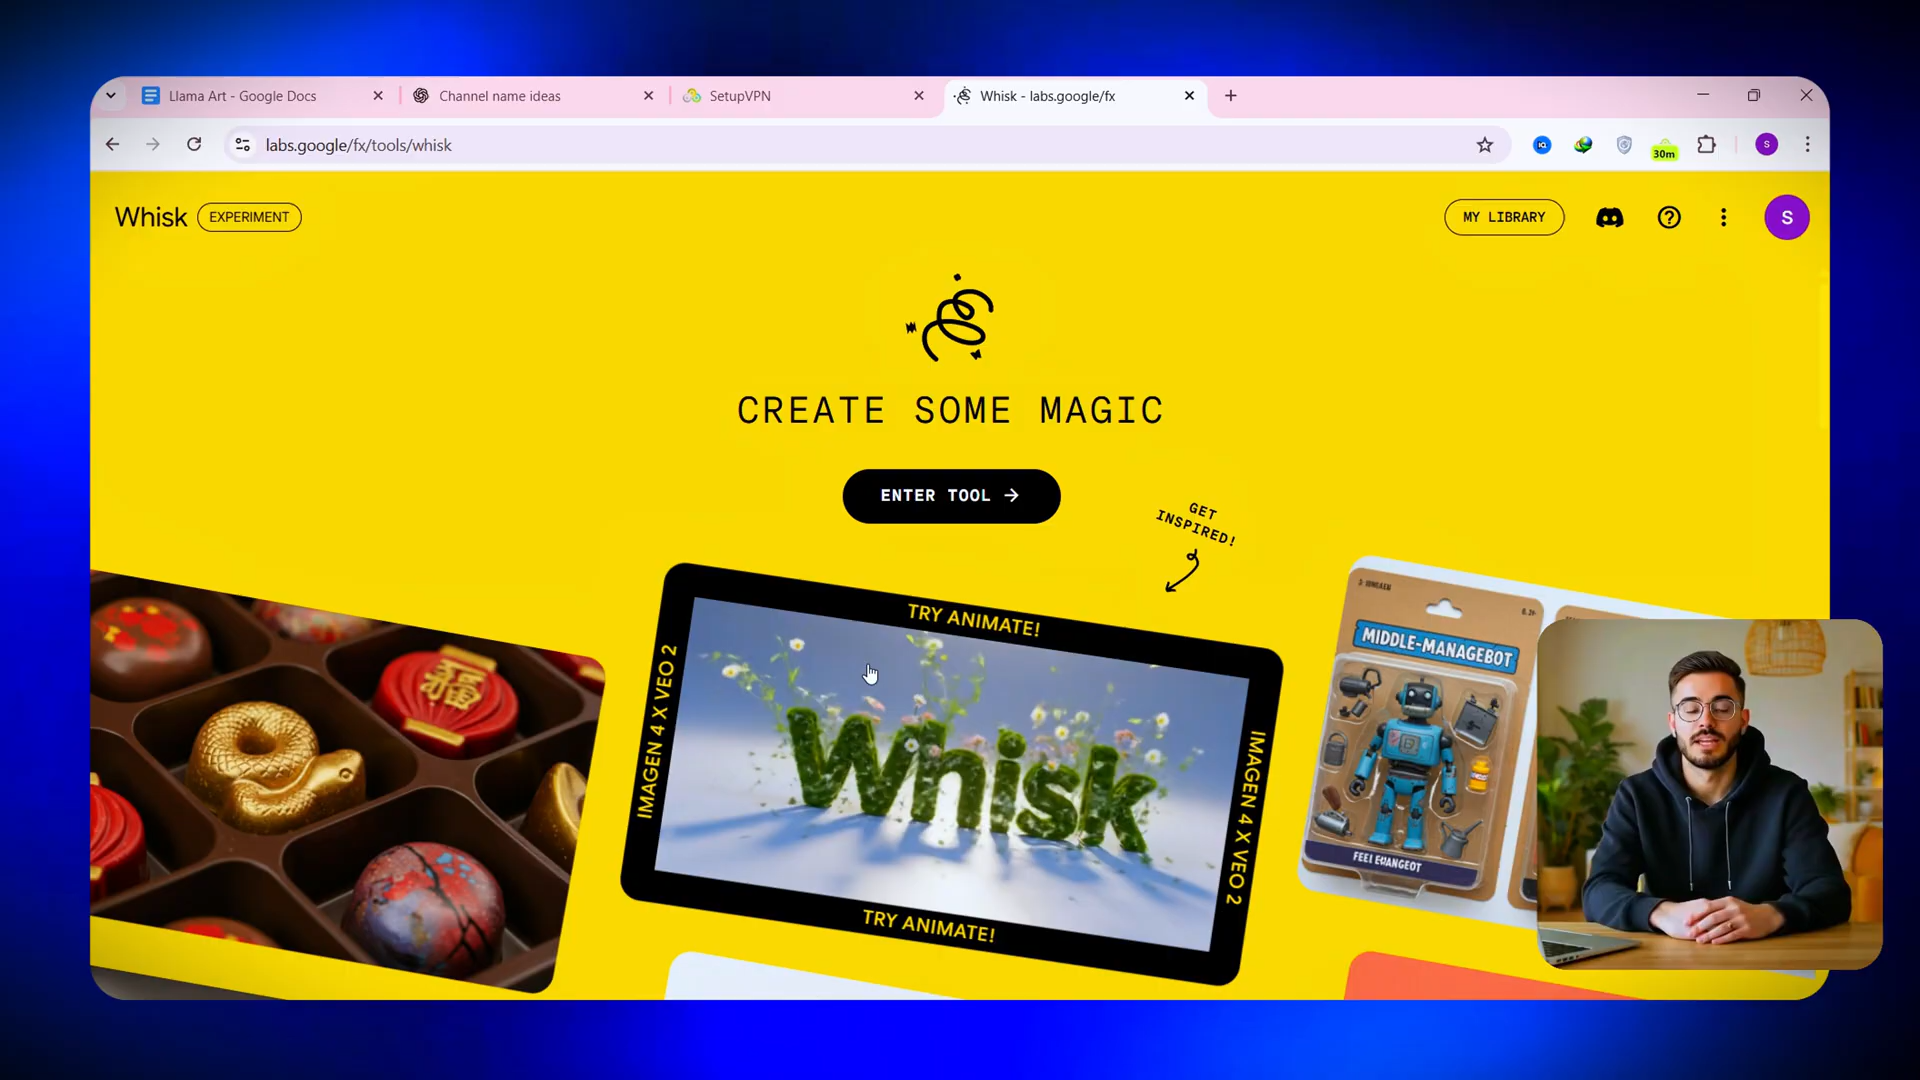 Llama Art - Google Docs
Channel name ideas
SetupVPN
Whisk - labs.google/fx
labs.google/fx/tools/whisk
30m
S
Whisk
EXPERIMENT
MY LIBRARY
S
CREATE SOME MAGIC
ENTER TOOL →
GET
INSPIRED!
TRY ANIMATE!
IMAGEN 4 X VEO 2
Whisk
IMAGEN 4 X VEO 2
TRY ANIMATE!
福
MIDDLE-MANAGEBOT